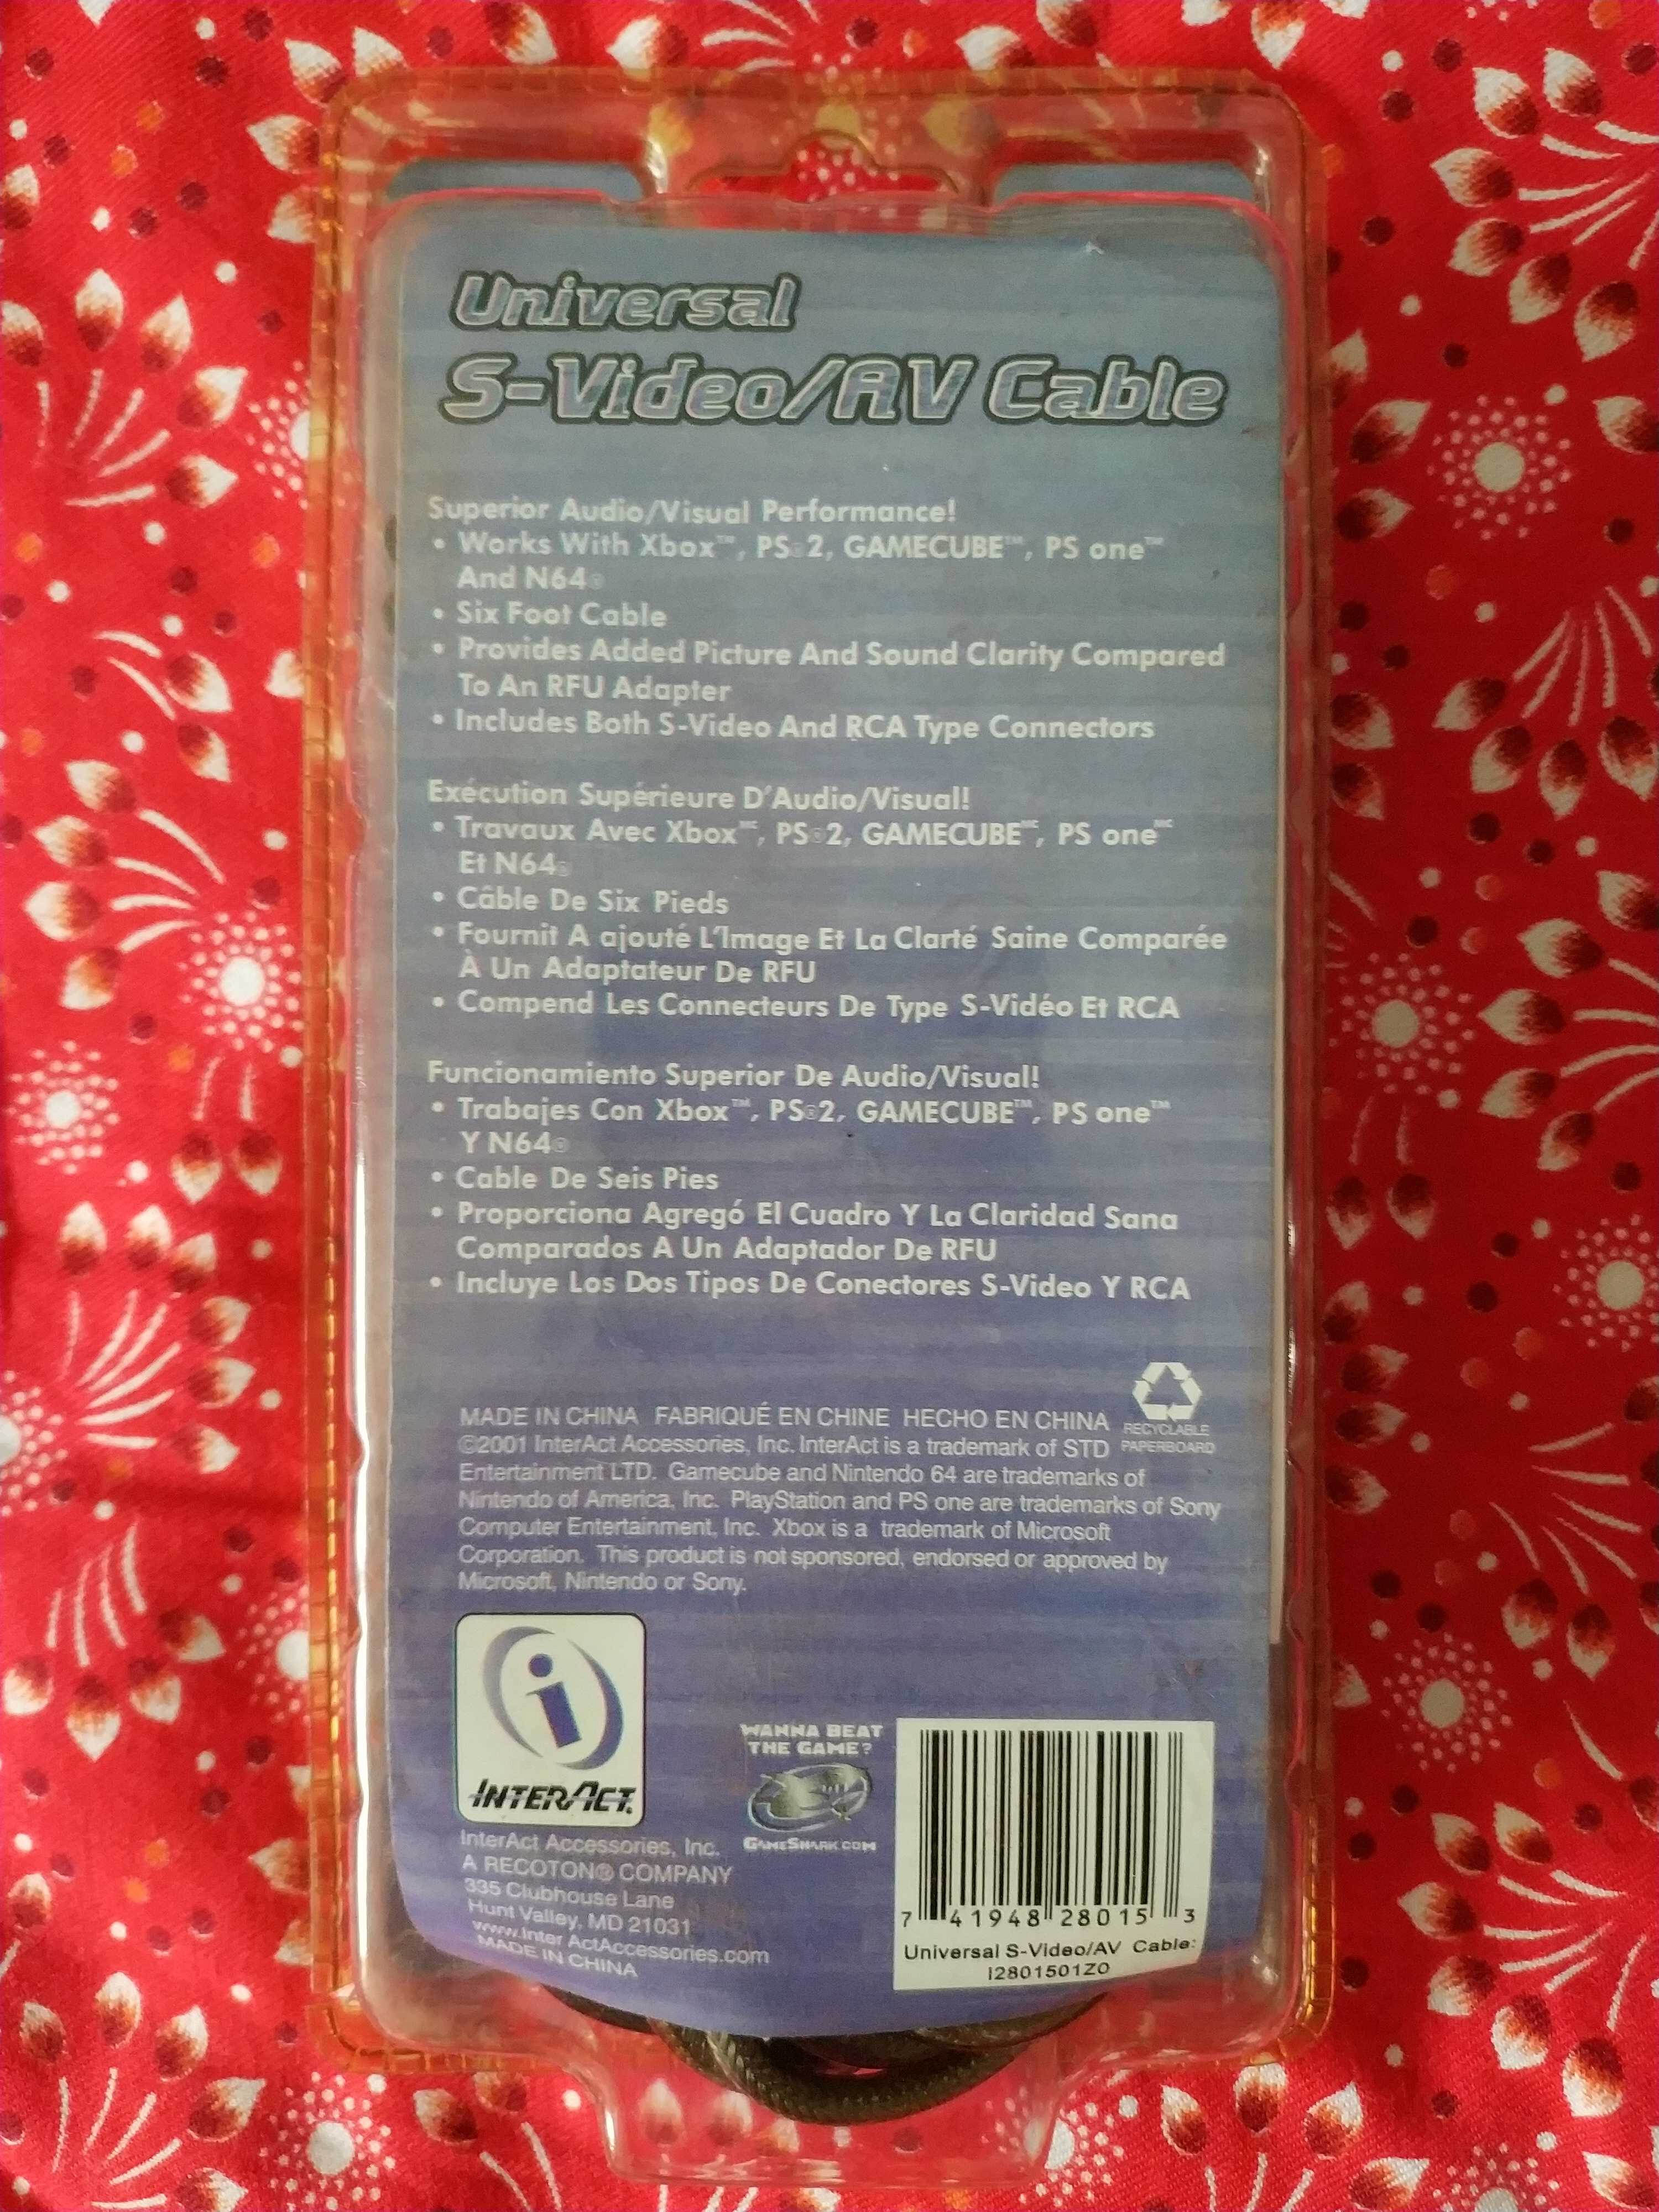 Universal
S-Video/AV Cable
Superior Audio/Visual Performance!
• Works With Xbox™, PS®2, GAMECUBE™, PS one™
And N64®
• Six Foot Cable
• Provides Added Picture And Sound Clarity Compared
To An RFU Adapter
• Includes Both S-Video And RCA Type Connectors
Exécution Supérieure D'Audio/Visual!
• Travaux Avec Xbox MC, PS®2, GAMECUBE MC, PS one MC
Et N64®
• Câble De Six Pieds
• Fournit A ajouté L'Image Et La Clarté Saine Comparée
À Un Adaptateur De RFU
• Compend Les Connecteurs De Type S-Vidéo Et RCA
Funcionamiento Superior De Audio/Visual!
• Trabajes Con Xbox™, PS®2, GAMECUBE™, PS one™
Y N64®
• Cable De Seis Pies
• Proporciona Agregó El Cuadro Y La Claridad Sana
Comparados A Un Adaptador De RFU
• Incluye Los Dos Tipos De Conectores S-Video Y RCA
MADE IN CHINA FABRIQUÉ EN CHINE HECHO EN CHINA
RECYCLABLE
PAPERBOARD
©2001 InterAct Accessories, Inc. InterAct is a trademark of STD
Entertainment LTD. Gamecube and Nintendo 64 are trademarks of
Nintendo of America, Inc. PlayStation and PS one are trademarks of Sony
Computer Entertainment, Inc. Xbox is a trademark of Microsoft
Corporation. This product is not sponsored, endorsed or approved by
Microsoft, Nintendo or Sony.
i
INTERACT.
InterAct Accessories, Inc.
A RECOTON® COMPANY
335 Clubhouse Lane
Hunt Valley, MD 21031
www.Inter ActAccessories.com
MADE IN CHINA
WANNA BEAT
THE GAME?
GAMESHARK.COM
7 41948 28015 3
Universal S-Video/AV Cable:
I2801501Z0